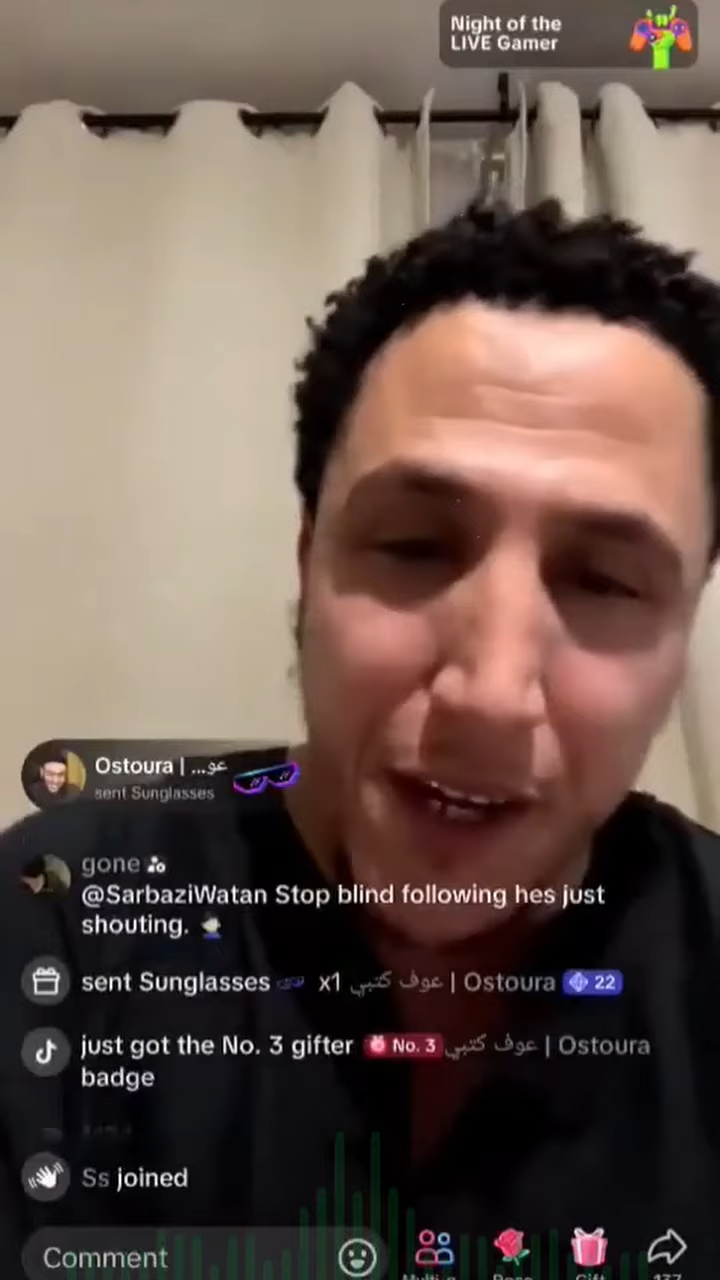 Night of the
LIVE Gamer
Ostoura | عو...
sent Sunglasses
gone
@SarbaziWatan Stop blind following hes just
shouting.
sent Sunglasses x1 عوف كتبي | Ostoura 22
just got the No. 3 gifter No. 3 عوف كتبي | Ostoura
badge
Ss joined
Comment